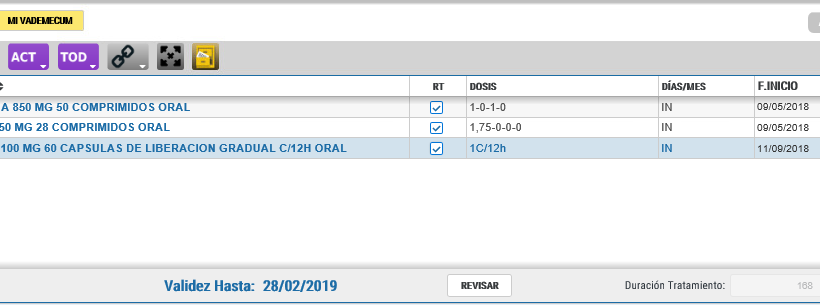 MI VADEMECUM
ACT TOD
RT DOSIS DÍAS/MES F.INICIO
A 850 MG 50 COMPRIMIDOS ORAL 1-0-1-0 IN 09/05/2018
50 MG 28 COMPRIMIDOS ORAL 1,75-0-0-0 IN 09/05/2018
100 MG 60 CAPSULAS DE LIBERACION GRADUAL C/12H ORAL 1C/12h IN 11/09/2018
Validez Hasta: 28/02/2019 REVISAR Duración Tratamiento: 168